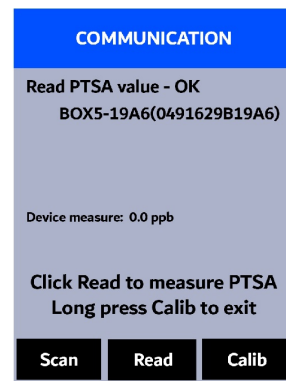 COMMUNICATION
Read PTSA value - OK
BOX5-19A6(0491629B19A6)
Device measure: 0.0 ppb
Click Read to measure PTSA
Long press Calib to exit
Scan Read Calib